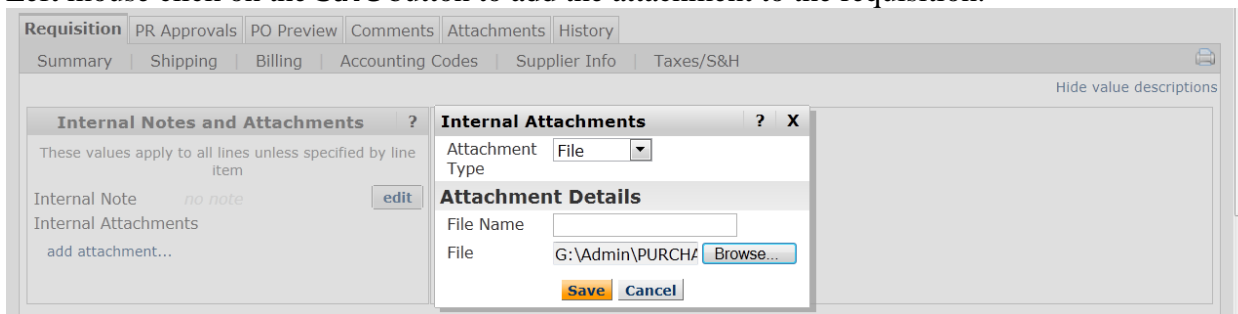 Left mouse click on the SAVE button to add the attachment to the requisition.
Requisition PR Approvals PO Preview Comments Attachments History
Summary | Shipping | Billing | Accounting Codes | Supplier Info | Taxes/S&H
Hide value descriptions
Internal Notes and Attachments ?
These values apply to all lines unless specified by line
item
Internal Note no note edit
Internal Attachments
add attachment...
Internal Attachments ? X
Attachment File
Type
Attachment Details
File Name
File G:\Admin\PURCHA Browse...
Save Cancel